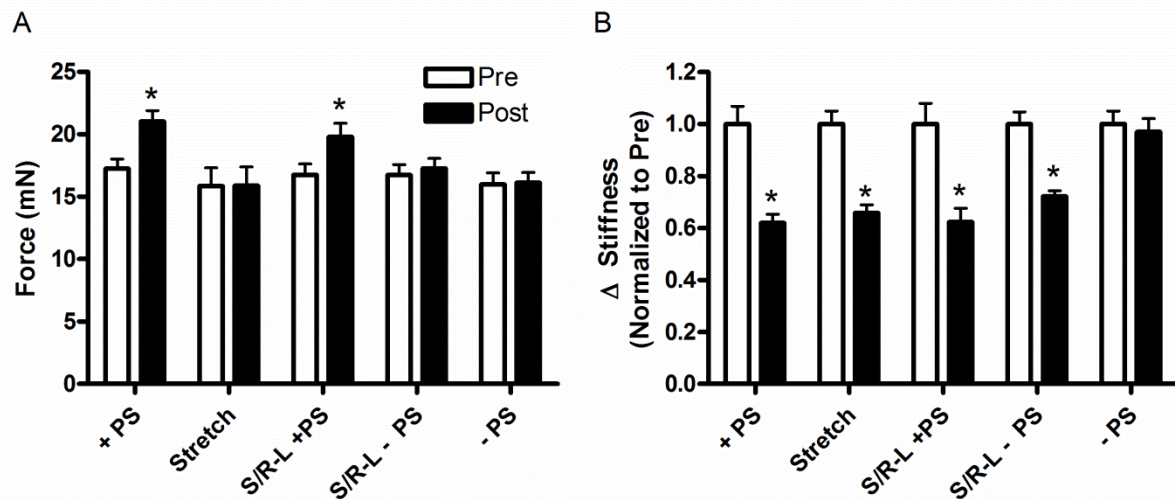 A
Force (mN)
25
20
15
10
5
0
*
*
Pre
Post
+ PS
Stretch
S/R-L +PS
S/R-L - PS
- PS
B
Δ Stiffness
(Normalized to Pre)
1.2
1.0
0.8
0.6
0.4
0.2
0.0
*
*
*
*
+ PS
Stretch
S/R-L +PS
S/R-L - PS
- PS